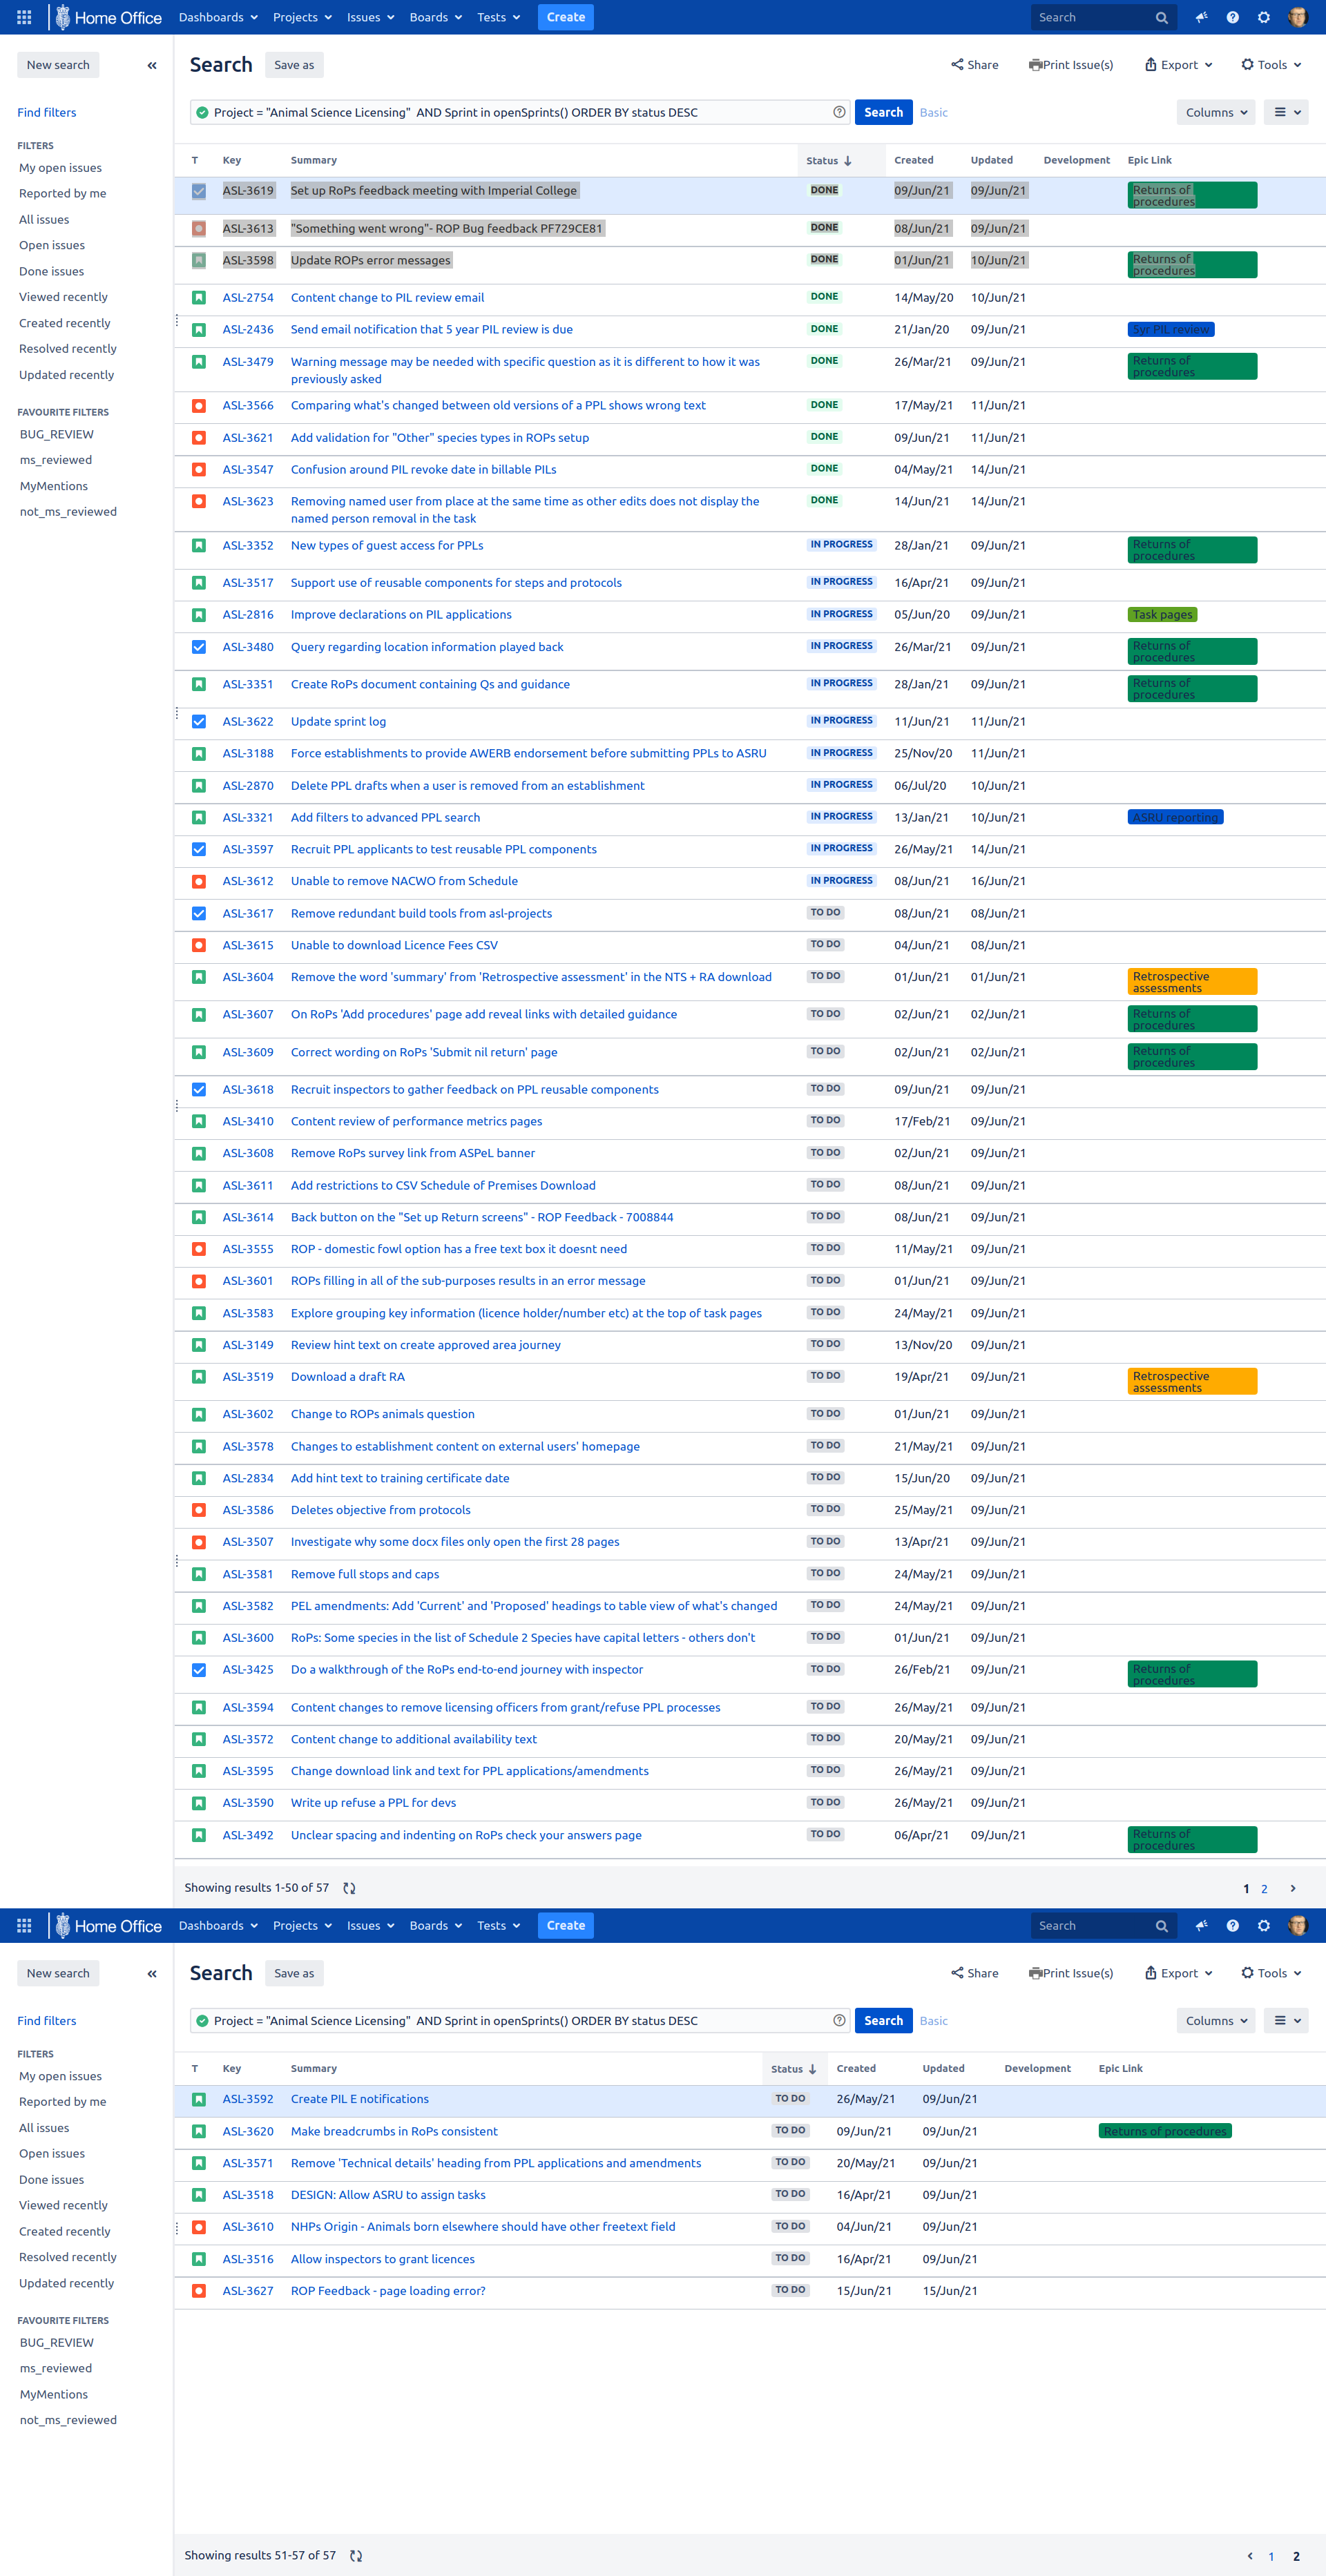 Home Office Dashboards Projects Issues Boards Tests Create Search
New search Search Save as Share Print Issue(s) Export Tools
Find filters Project = "Animal Science Licensing" AND Sprint in openSprints() ORDER BY status DESC Search Basic Columns
FILTERS
My open issues
Reported by me
All issues
Open issues
Done issues
Viewed recently
Created recently
Resolved recently
Updated recently
FAVOURITE FILTERS
BUG_REVIEW
ms_reviewed
MyMentions
not_ms_reviewed
T Key Summary Status Created Updated Development Epic Link
ASL-3619 Set up RoPs feedback meeting with Imperial College DONE 09/Jun/21 09/Jun/21 Returns of
procedures
ASL-3613 "Something went wrong"- ROP Bug feedback PF729CE81 DONE 08/Jun/21 09/Jun/21
ASL-3598 Update ROPs error messages DONE 01/Jun/21 10/Jun/21 Returns of
procedures
ASL-2754 Content change to PIL review email DONE 14/May/20 10/Jun/21
ASL-2436 Send email notification that 5 year PIL review is due DONE 21/Jan/20 09/Jun/21 5yr PIL review
ASL-3479 Warning message may be needed with specific question as it is different to how it was DONE 26/Mar/21 09/Jun/21 Returns of
previously asked procedures
ASL-3566 Comparing what's changed between old versions of a PPL shows wrong text DONE 17/May/21 11/Jun/21
ASL-3621 Add validation for "Other" species types in ROPs setup DONE 09/Jun/21 11/Jun/21
ASL-3547 Confusion around PIL revoke date in billable PILs DONE 04/May/21 14/Jun/21
ASL-3623 Removing named user from place at the same time as other edits does not display the DONE 14/Jun/21 14/Jun/21
named person removal in the task
ASL-3352 New types of guest access for PPLs IN PROGRESS 28/Jan/21 09/Jun/21 Returns of
procedures
ASL-3517 Support use of reusable components for steps and protocols IN PROGRESS 16/Apr/21 09/Jun/21
ASL-2816 Improve declarations on PIL applications IN PROGRESS 05/Jun/20 09/Jun/21 Task pages
ASL-3480 Query regarding location information played back IN PROGRESS 26/Mar/21 09/Jun/21 Returns of
procedures
ASL-3351 Create RoPs document containing Qs and guidance IN PROGRESS 28/Jan/21 09/Jun/21 Returns of
procedures
ASL-3622 Update sprint log IN PROGRESS 11/Jun/21 11/Jun/21
ASL-3188 Force establishments to provide AWERB endorsement before submitting PPLs to ASRU IN PROGRESS 25/Nov/20 11/Jun/21
ASL-2870 Delete PPL drafts when a user is removed from an establishment IN PROGRESS 06/Jul/20 10/Jun/21
ASL-3321 Add filters to advanced PPL search IN PROGRESS 13/Jan/21 10/Jun/21 ASRU reporting
ASL-3597 Recruit PPL applicants to test reusable PPL components IN PROGRESS 26/May/21 14/Jun/21
ASL-3612 Unable to remove NACWO from Schedule IN PROGRESS 08/Jun/21 16/Jun/21
ASL-3617 Remove redundant build tools from asl-projects TO DO 08/Jun/21 08/Jun/21
ASL-3615 Unable to download Licence Fees CSV TO DO 04/Jun/21 08/Jun/21
ASL-3604 Remove the word 'summary' from 'Retrospective assessment' in the NTS + RA download TO DO 01/Jun/21 01/Jun/21 Retrospective
assessments
ASL-3607 On RoPs 'Add procedures' page add reveal links with detailed guidance TO DO 02/Jun/21 02/Jun/21 Returns of
procedures
ASL-3609 Correct wording on RoPs 'Submit nil return' page TO DO 02/Jun/21 02/Jun/21 Returns of
procedures
ASL-3618 Recruit inspectors to gather feedback on PPL reusable components TO DO 09/Jun/21 09/Jun/21
ASL-3410 Content review of performance metrics pages TO DO 17/Feb/21 09/Jun/21
ASL-3608 Remove RoPs survey link from ASPeL banner TO DO 02/Jun/21 09/Jun/21
ASL-3611 Add restrictions to CSV Schedule of Premises Download TO DO 08/Jun/21 09/Jun/21
ASL-3614 Back button on the "Set up Return screens" - ROP Feedback - 7008844 TO DO 08/Jun/21 09/Jun/21
ASL-3555 ROP - domestic fowl option has a free text box it doesnt need TO DO 11/May/21 09/Jun/21
ASL-3601 ROPs filling in all of the sub-purposes results in an error message TO DO 01/Jun/21 09/Jun/21
ASL-3583 Explore grouping key information (licence holder/number etc) at the top of task pages TO DO 24/May/21 09/Jun/21
ASL-3149 Review hint text on create approved area journey TO DO 13/Nov/20 09/Jun/21
ASL-3519 Download a draft RA TO DO 19/Apr/21 09/Jun/21 Retrospective
assessments
ASL-3602 Change to ROPs animals question TO DO 01/Jun/21 09/Jun/21
ASL-3578 Changes to establishment content on external users' homepage TO DO 21/May/21 09/Jun/21
ASL-2834 Add hint text to training certificate date TO DO 15/Jun/20 09/Jun/21
ASL-3586 Deletes objective from protocols TO DO 25/May/21 09/Jun/21
ASL-3507 Investigate why some docx files only open the first 28 pages TO DO 13/Apr/21 09/Jun/21
ASL-3581 Remove full stops and caps TO DO 24/May/21 09/Jun/21
ASL-3582 PEL amendments: Add 'Current' and 'Proposed' headings to table view of what's changed TO DO 24/May/21 09/Jun/21
ASL-3600 RoPs: Some species in the list of Schedule 2 Species have capital letters - others don't TO DO 01/Jun/21 09/Jun/21
ASL-3425 Do a walkthrough of the RoPs end-to-end journey with inspector TO DO 26/Feb/21 09/Jun/21 Returns of
procedures
ASL-3594 Content changes to remove licensing officers from grant/refuse PPL processes TO DO 26/May/21 09/Jun/21
ASL-3572 Content change to additional availability text TO DO 20/May/21 09/Jun/21
ASL-3595 Change download link and text for PPL applications/amendments TO DO 26/May/21 09/Jun/21
ASL-3590 Write up refuse a PPL for devs TO DO 26/May/21 09/Jun/21
ASL-3492 Unclear spacing and indenting on RoPs check your answers page TO DO 06/Apr/21 09/Jun/21 Returns of
procedures
Showing results 1-50 of 57 1 2
Home Office Dashboards Projects Issues Boards Tests Create Search
New search Search Save as Share Print Issue(s) Export Tools
Find filters Project = "Animal Science Licensing" AND Sprint in openSprints() ORDER BY status DESC Search Basic Columns
FILTERS
My open issues
Reported by me
All issues
Open issues
Done issues
Viewed recently
Created recently
Resolved recently
Updated recently
FAVOURITE FILTERS
BUG_REVIEW
ms_reviewed
MyMentions
not_ms_reviewed
T Key Summary Status Created Updated Development Epic Link
ASL-3592 Create PIL E notifications TO DO 26/May/21 09/Jun/21
ASL-3620 Make breadcrumbs in RoPs consistent TO DO 09/Jun/21 09/Jun/21 Returns of procedures
ASL-3571 Remove 'Technical details' heading from PPL applications and amendments TO DO 20/May/21 09/Jun/21
ASL-3518 DESIGN: Allow ASRU to assign tasks TO DO 16/Apr/21 09/Jun/21
ASL-3610 NHPs Origin - Animals born elsewhere should have other freetext field TO DO 04/Jun/21 09/Jun/21
ASL-3516 Allow inspectors to grant licences TO DO 16/Apr/21 09/Jun/21
ASL-3627 ROP Feedback - page loading error? TO DO 15/Jun/21 15/Jun/21
Showing results 51-57 of 57 1 2